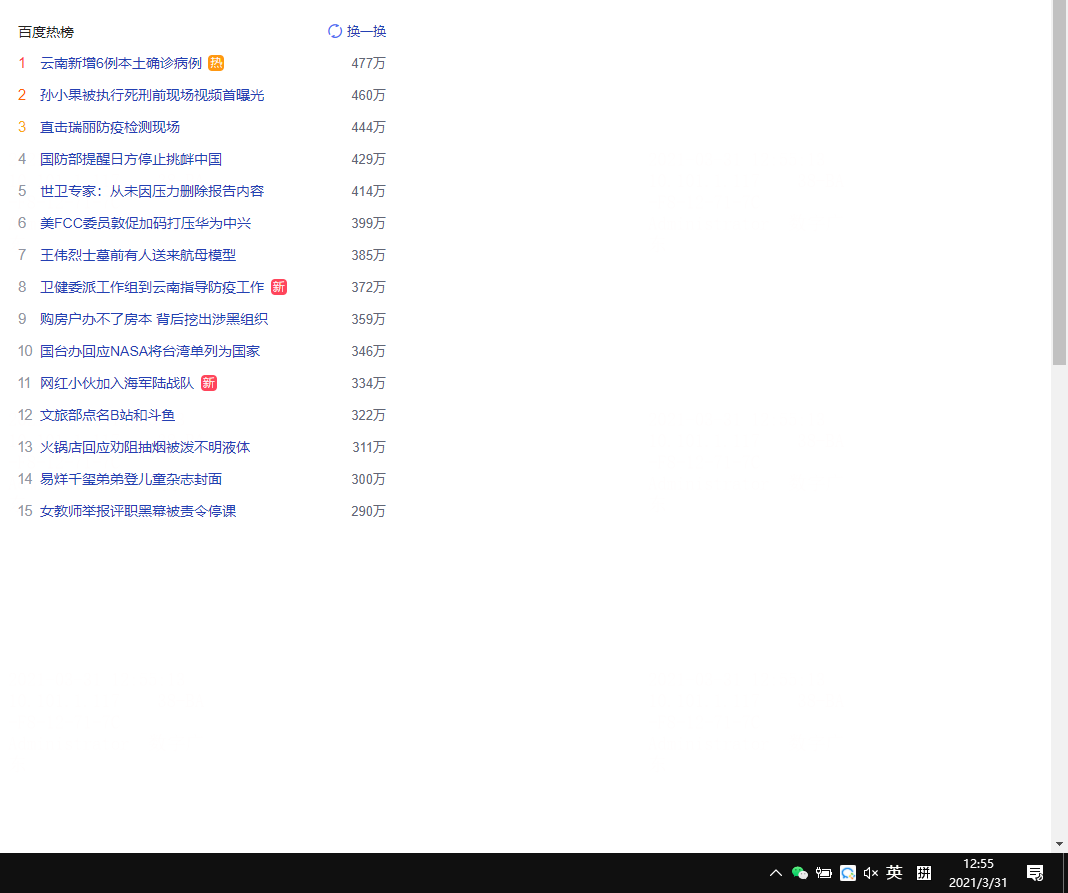 百度热榜 换一换
1 云南新增6例本土确诊病例 热 477万
2 孙小果被执行死刑前现场视频首曝光 460万
3 直击瑞丽防疫检测现场 444万
4 国防部提醒日方停止挑衅中国 429万
5 世卫专家：从未因压力删除报告内容 414万
6 美FCC委员敦促加码打压华为中兴 399万
7 王伟烈士墓前有人送来航母模型 385万
8 卫健委派工作组到云南指导防疫工作 新 372万
9 购房户办不了房本 背后挖出涉黑组织 359万
10 国台办回应NASA将台湾单列为国家 346万
11 网红小伙加入海军陆战队 新 334万
12 文旅部点名B站和斗鱼 322万
13 火锅店回应劝阻抽烟被泼不明液体 311万
14 易烊千玺弟弟登儿童杂志封面 300万
15 女教师举报评职黑幕被责令停课 290万
英 拼 12:55
2021/3/31